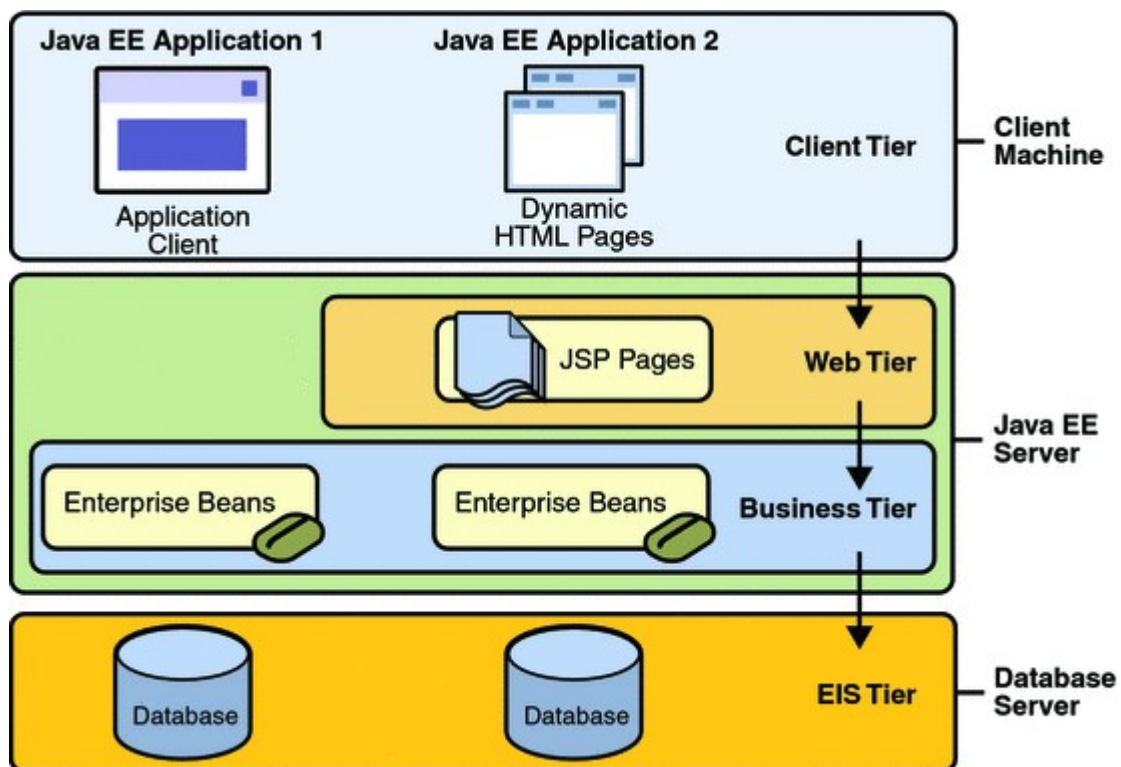 Java EE Application 1
Java EE Application 2
Application
Client
Dynamic
HTML Pages
Client Tier
Client
Machine
JSP Pages
Web Tier
Java EE
Server
Enterprise Beans
Enterprise Beans
Business Tier
Database
Database
EIS Tier
Database
Server